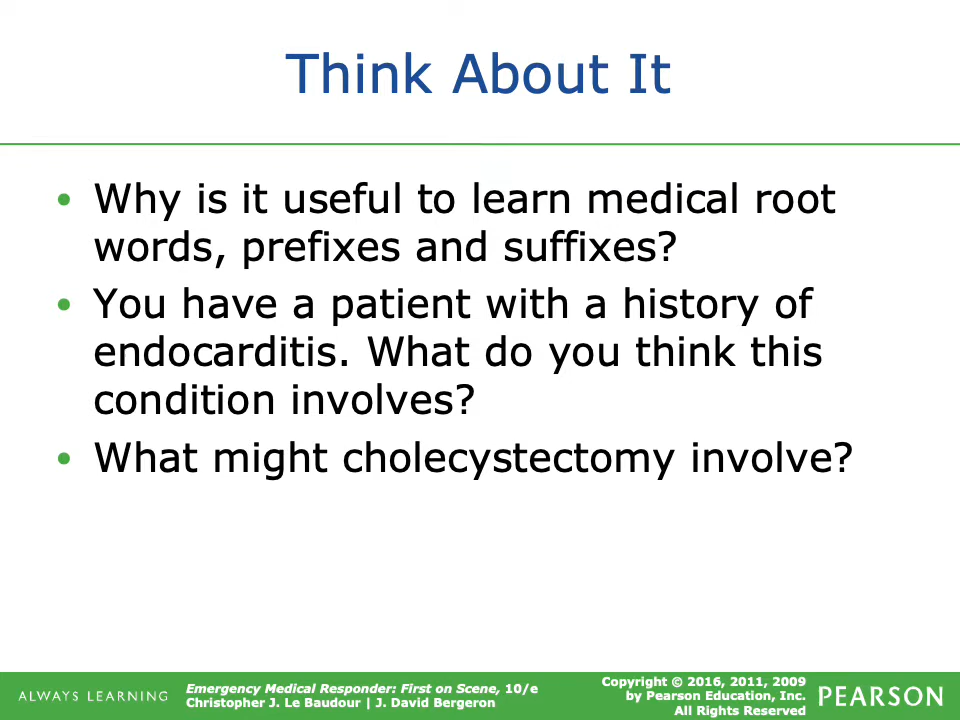 Think About It
• Why is it useful to learn medical root
words, prefixes and suffixes?
• You have a patient with a history of
endocarditis. What do you think this
condition involves?
• What might cholecystectomy involve?
ALWAYS LEARNING
Emergency Medical Responder: First on Scene, 10/e
Christopher J. Le Baudour | J. David Bergeron
Copyright © 2016, 2011, 2009
by Pearson Education, Inc.
All Rights Reserved
PEARSON